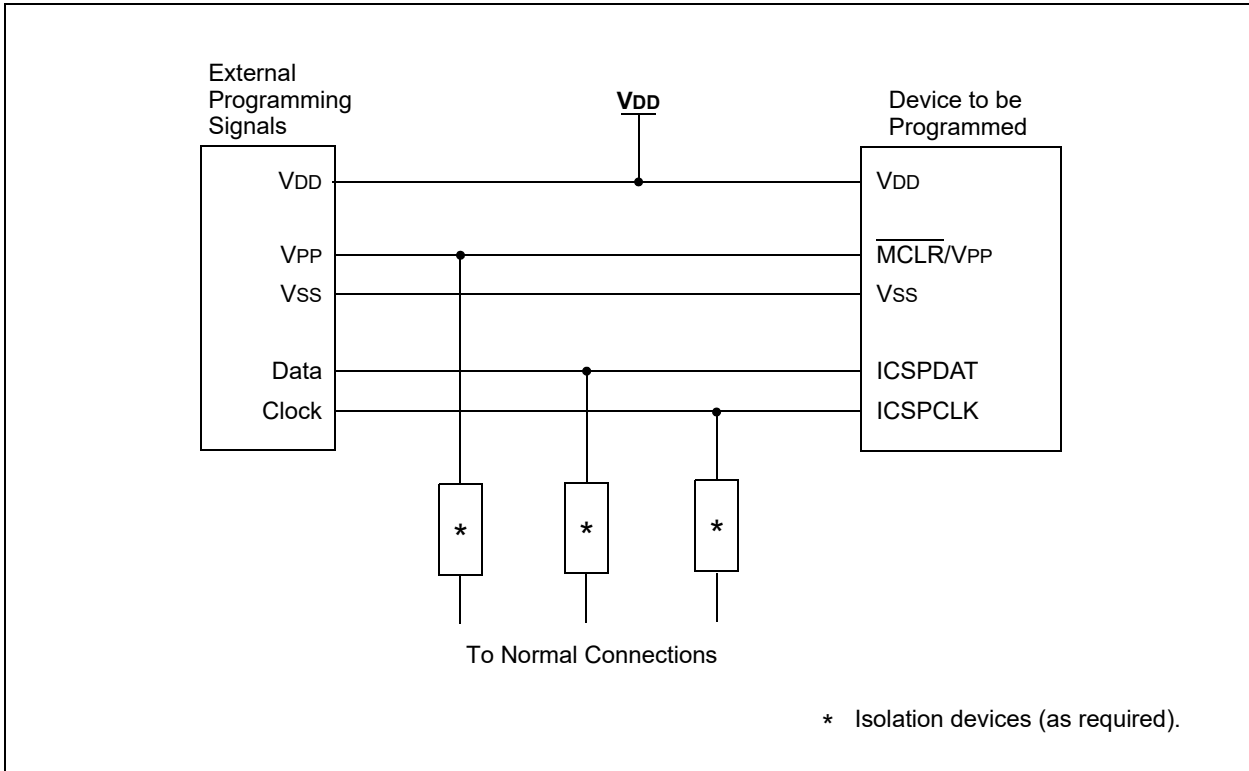 External
Programming
Signals
VDD
Device to be
Programmed
VDD
VDD
VPP
MCLR/VPP
VSS
VSS
Data
ICSPDAT
Clock
ICSPCLK
*
*
*
To Normal Connections
* Isolation devices (as required).